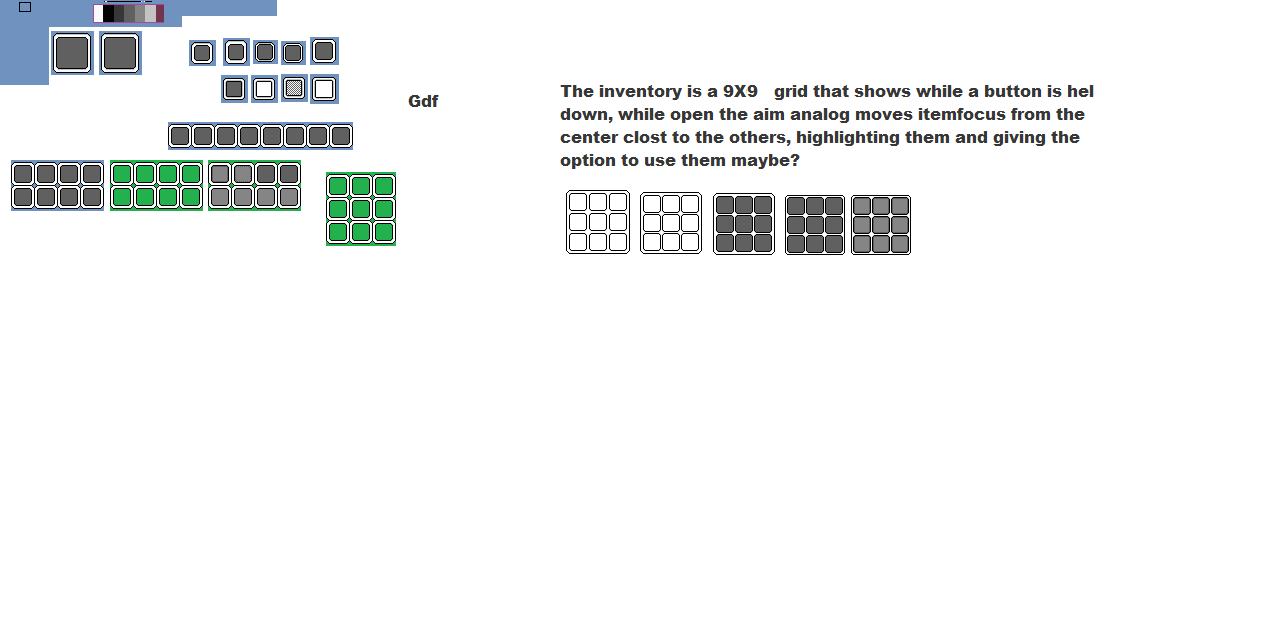 Gdf
The inventory is a 9X9 grid that shows while a button is hel
down, while open the aim analog moves itemfocus from the
center clost to the others, highlighting them and giving the
option to use them maybe?